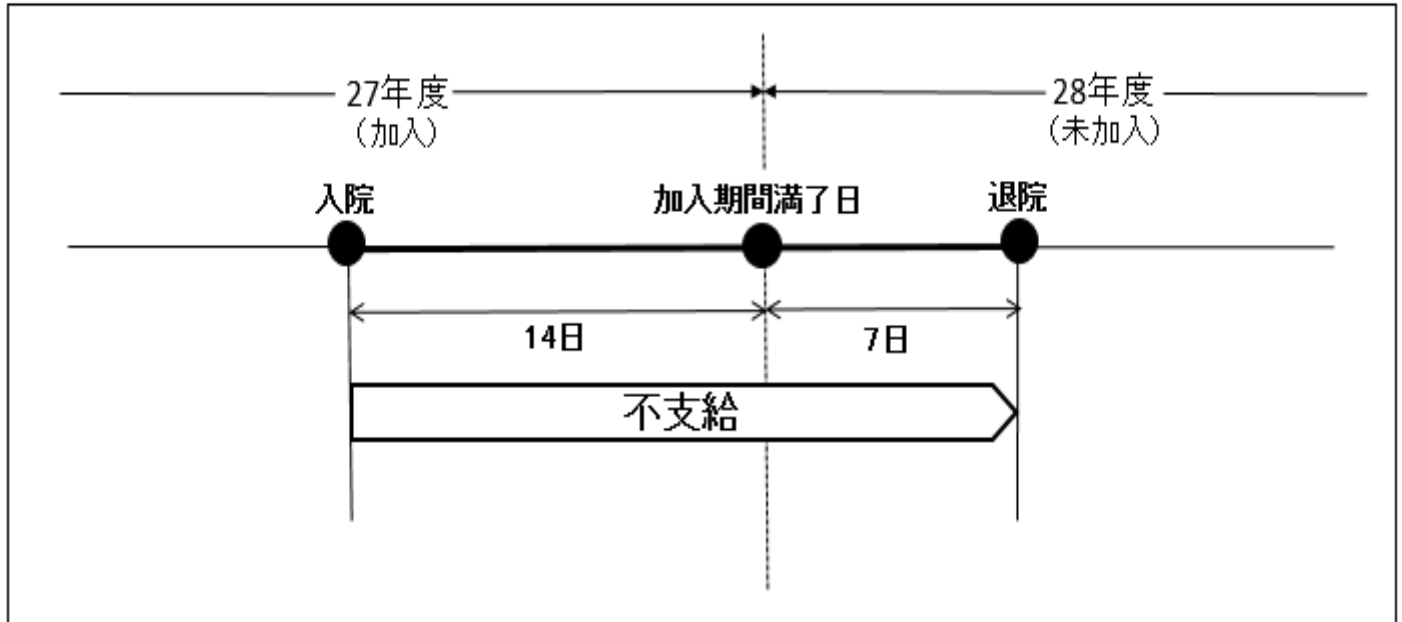 27年度
（加入）
28年度
（未加入）
入院
加入期間満了日
退院
14日
7日
不支給